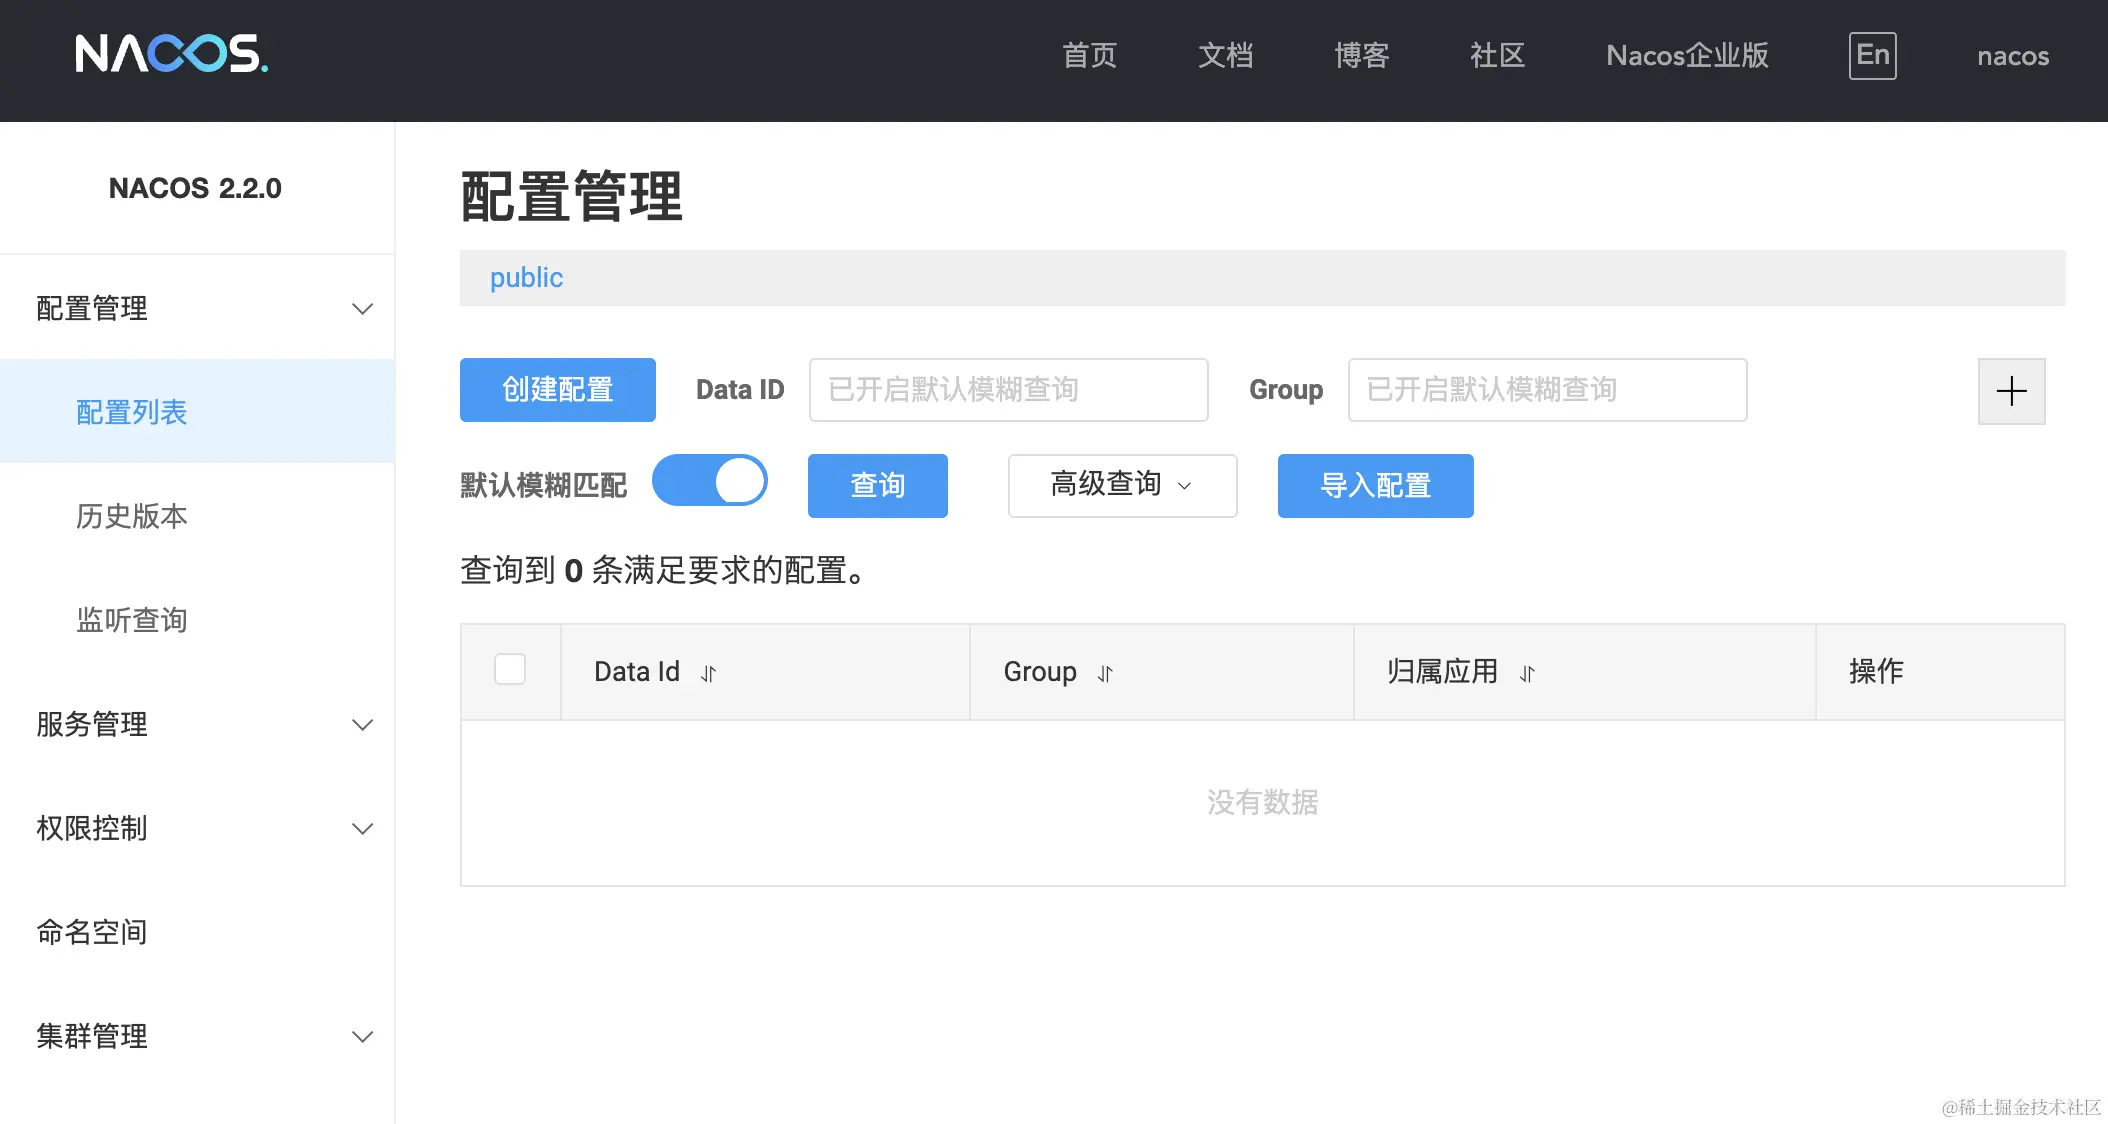 NACOS. 首页 文档 博客 社区 Nacos企业版 En nacos
NACOS 2.2.0
配置管理
配置列表
历史版本
监听查询
服务管理
权限控制
命名空间
集群管理
配置管理
public
创建配置 Data ID 已开启默认模糊查询 Group 已开启默认模糊查询
默认模糊匹配 查询 高级查询 导入配置
查询到 0 条满足要求的配置。
Data Id Group 归属应用 操作
没有数据
@稀土掘金技术社区